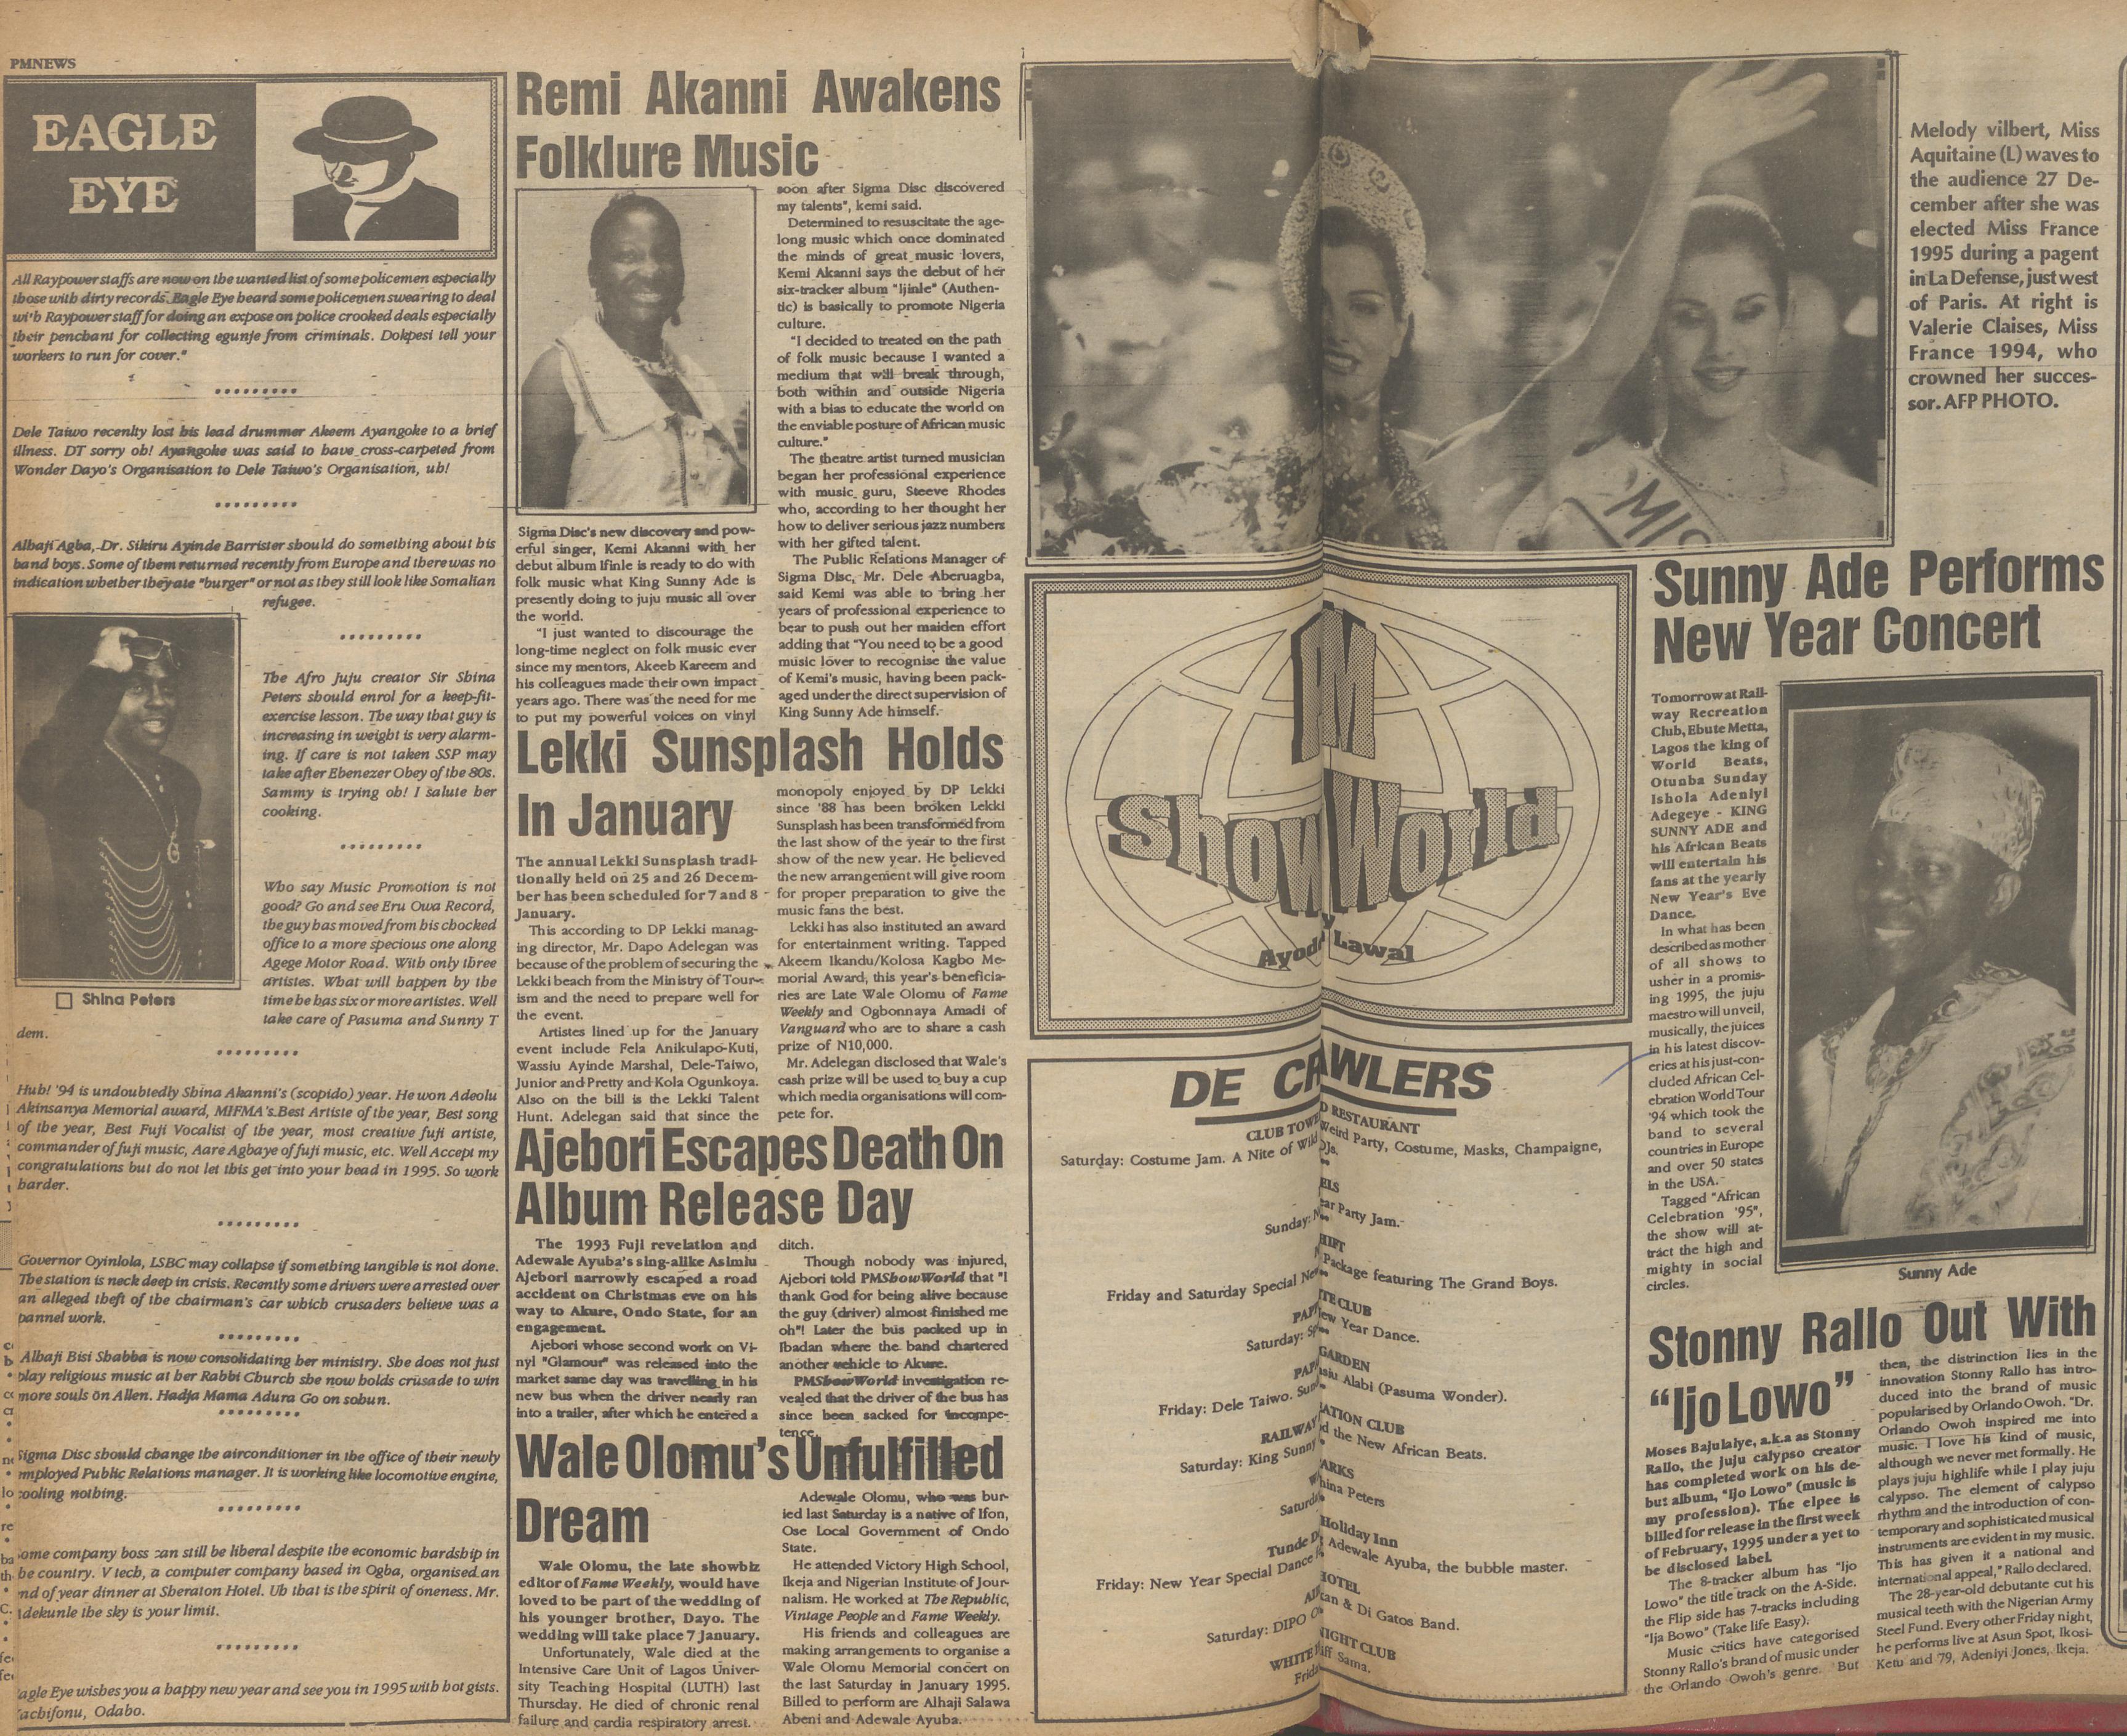 PMNEWS
EAGLE
EYE
All Raypower staffs are now on the wanted list of some policemen especially
those with dirty records. Eagle Eye heard some policemen swearing to deal
with Raypower staff for doing an expose on police crooked deals especially
their penchant for collecting egunje from criminals. Dokpesi tell your
workers to run for cover."
Dele Taiwo recenlty lost his lead drummer Akeem Ayangoke to a brief
illness. DT sorry oh! Ayangoke was said to have cross-carpeted from
Wonder Dayo's Organisation to Dele Taiwo's Organisation, uh!
Alhaji Agba, Dr. Sikiru Ayinde Barrister should do something about his
band boys. Some of them returned recently from Europe and there was no
indication whether they ate "burger" or not as they still look like Somalian
refugee.
The Afro Juju creator Sir Shina
Peters should enrol for a keep-fit-
exercise lesson. The way that guy is
increasing in weight is very alarm-
ing. If care is not taken SSP may
take after Ebenezer Obey of the 80s.
Sammy is trying oh! I salute her
cooking.
Shina Peters
Who say Music Promotion is not
good? Go and see Eru Owa Record,
the guy has moved from his chocked
office to a more specious one along
Agege Motor Road. With only three
artistes. What will happen by the
time he has six or more artistes. Well
take care of Pasuma and Sunny T
dem.
Huh! '94 is undoubtedly Shina Akanni's (scopido) year. He won Adeolu
Akinsanya Memorial award, MIFMA's.Best Artiste of the year, Best song
of the year, Best Fuji Vocalist of the year, most creative fuji artiste,
commander of fuji music, Aare Agbaye of fuji music, etc. Well Accept my
congratulations but do not let this get into your head in 1995. So work
harder.
Governor Oyinlola, LSBC may collapse if something tangible is not done.
The station is neck deep in crisis. Recently some drivers were arrested over
an alleged theft of the chairman's car which crusaders believe was a
pannel work.
Alhaji Bisi Shabba is now consolidating her ministry. She does not just
play religious music at her Rabbi Church she now holds crusade to win
more souls on Allen. Hadja Mama Adura Go on sohun.
Sigma Disc should change the airconditioner in the office of their newly
employed Public Relations manager. It is working like locomotive engine,
cooling nothing.
ome company boss can still be liberal despite the economic hardship in
he country. V tech, a computer company based in Ogba, organised an
nd of year dinner at Sheraton Hotel. Uh that is the spirit of oneness. Mr.
dekunle the sky is your limit.
agle Eye wishes you a happy new year and see you in 1995 with hot gists.
achifonu, Odabo.
Remi Akanni Awakens
Folklure Music
Sigma Disc's new discovery and pow-
erful singer, Kemi Akanni with her
debut album Ifinle is ready to do with
folk music what King Sunny Ade is
presently doing to juju music all over
the world.
"I just wanted to discourage the
long-time neglect on folk music ever
since my mentors, Akeeb Kareem and
his colleagues made their own impact
years ago. There was the need for me
to put my powerful voices on vinyl
soon after Sigma Disc discovered
my talents", kemi said.
Determined to resuscitate the age-
long music which once dominated
the minds of great music lovers,
Kemi Akanni says the debut of her
six-tracker album "Ijinle" (Authen-
tic) is basically to promote Nigeria
culture.
"I decided to treated on the path
of folk music because I wanted a
medium that will break through,
both within and outside Nigeria
with a bias to educate the world on
the enviable posture of African music
culture."
The theatre artist turned musician
began her professional experience
with music guru, Steeve Rhodes
who, according to her thought her
how to deliver serious jazz numbers
with her gifted talent.
The Public Relations Manager of
Sigma Disc, Mr. Dele Aberuagba,
said Kemi was able to bring her
years of professional experience to
bear to push out her maiden effort
adding that "You need to be a good
music lover to recognise the value
of Kemi's music, having been pack-
aged under the direct supervision of
King Sunny Ade himself.
Lekki Sunsplash Holds
In January
The annual Lekki Sunsplash tradi-
tionally held on 25 and 26 Decem-
ber has been scheduled for 7 and 8
January.
This according to DP Lekki manag-
ing director, Mr. Dapo Adelegan was
because of the problem of securing the
Lekki beach from the Ministry of Tour-
ism and the need to prepare well for
the event.
Artistes lined up for the January
event include Fela Anikulapo-Kuti,
Wassiu Ayinde Marshal, Dele-Taiwo,
Junior and Pretty and Kola Ogunkoya.
Also on the bill is the Lekki Talent
Hunt. Adelegan said that since the
monopoly enjoyed by DP Lekki
since '88 has been broken Lekki
Sunsplash has been transformed from
the last show of the year to the first
show of the new year. He believed
the new arrangement will give room
for proper preparation to give the
music fans the best.
Lekki has also instituted an award
for entertainment writing. Tapped
Akeem Ikandu/Kolosa Kagbo Me-
morial Award, this year's beneficia-
ries are Late Wale Olomu of Fame
Weekly and Ogbonnaya Amadi of
Vanguard who are to share a cash
prize of N10,000.
Mr. Adelegan disclosed that Wale's
cash prize will be used to buy a cup
which media organisations will com-
pete for.
Ajebori Escapes Death On
Album Release Day
The 1993 Fuji revelation and
Adewale Ayuba's sing-alike Asimiu
Ajebori narrowly escaped a road
accident on Christmas eve on his
way to Akure, Ondo State, for an
engagement.
Ajebori whose second work on Vi-
nyl "Glamour" was released into the
market same day was travelling in his
new bus when the driver nearly ran
into a trailer, after which he entered a
ditch.
Though nobody was injured,
Ajebori told PMShowWorld that "I
thank God for being alive because
the guy (driver) almost finished me
oh"! Later the bus packed up in
Ibadan where the band chartered
another vehicle to Akure.
PMShowWorld investigation re-
vealed that the driver of the bus has
since been sacked for incompe-
tence.
Wale Olomu's Unfulfilled
Dream
Wale Olomu, the late showbiz
editor of Fame Weekly, would have
loved to be part of the wedding of
his younger brother, Dayo. The
wedding will take place 7 January.
Unfortunately, Wale died at the
Intensive Care Unit of Lagos Univer-
sity Teaching Hospital (LUTH) last
Thursday. He died of chronic renal
failure and cardia respiratory arrest.
Adewale Olomu, who was bur-
ied last Saturday is a native of Ifon,
Ose Local Government of Ondo
State.
He attended Victory High School,
Ikeja and Nigerian Institute of Jour-
nalism. He worked at The Republic,
Vintage People and Fame Weekly.
His friends and colleagues are
making arrangements to organise a
Wale Olomu Memorial concert on
the last Saturday in January 1995.
Billed to perform are Alhaji Salawa
Abeni and Adewale Ayuba.
MIS
Melody vilbert, Miss
Aquitaine (L) waves to
the audience 27 De-
cember after she was
elected Miss France
1995 during a pagent
in La Defense, just west
of Paris. At right is
Valerie Claises, Miss
France 1994, who
crowned her succes-
sor. AFP PHOTO.
PM
ShowWorld
y
Ayod Lawal
DE CRAWLERS
CLUB TOWE D RESTAURANT
Saturday: Costume Jam. A Nite of Wild Weird Party, Costume, Masks, Champaigne,
DJs.
ELS
Sunday: N ear Party Jam.
HIFT
Friday and Saturday Special New Package featuring The Grand Boys.
PAP ITE CLUB
Saturday: Sp New Year Dance.
PAP GARDEN
Friday: Dele Taiwo. Sun asiu Alabi (Pasuma Wonder).
RAILWAY ATION CLUB
Saturday: King Sunny d the New African Beats.
ARKS
Saturd hina Peters
Tunde D Holiday Inn
Friday: New Year Special Dance Adewale Ayuba, the bubble master.
HOTEL
Saturday: DIPO O can & Di Gatos Band.
WHITE NIGHT CLUB
Frida iff Sama.
Sunny Ade Performs
New Year Concert
Tomorrow at Rail-
way Recreation
Club, Ebute Metta,
Lagos the king of
World Beats,
Otunba Sunday
Ishola Adeniyi
Adegeye - KING
SUNNY ADE and
his African Beats
will entertain his
fans at the yearly
New Year's Eve
Dance.
In what has been
described as mother
of all shows to
usher in a promis-
ing 1995, the juju
maestro will unveil,
musically, the juices
in his latest discov-
eries at his just-con-
cluded African Cel-
ebration World Tour
'94 which took the
band to several
countries in Europe
and over 50 states
in the USA.
Tagged "African
Celebration '95",
the show will at-
tract the high and
mighty in social
circles.
Sunny Ade
Stonny Rallo Out With
"Ijo Lowo"
Moses Bajulaiye, a.k.a as Stonny
Rallo, the juju calypso creator
has completed work on his de-
but album, "Ijo Lowo" (music is
my profession). The elpee is
billed for release in the first week
of February, 1995 under a yet to
be disclosed label.
The 8-tracker album has "Ijo
Lowo" the title track on the A-Side.
the Flip side has 7-tracks including
"Ija Bowo" (Take life Easy).
Music critics have categorised
Stonny Rallo's brand of music under
the Orlando Owoh's genre. But
then, the distrinction lies in the
innovation Stonny Rallo has intro-
duced into the brand of music
popularised by Orlando Owoh. "Dr.
Orlando Owoh inspired me into
music. I love his kind of music,
although we never met formally. He
plays juju highlife while I play juju
calypso. The element of calypso
rhythm and the introduction of con-
temporary and sophisticated musical
instruments are evident in my music.
This has given it a national and
international appeal," Rallo declared.
The 28-year-old debutante cut his
musical teeth with the Nigerian Army
Steel Fund. Every other Friday night,
he performs live at Asun Spot, Ikosi-
Ketu and 79, Adeniyi Jones, Ikeja.